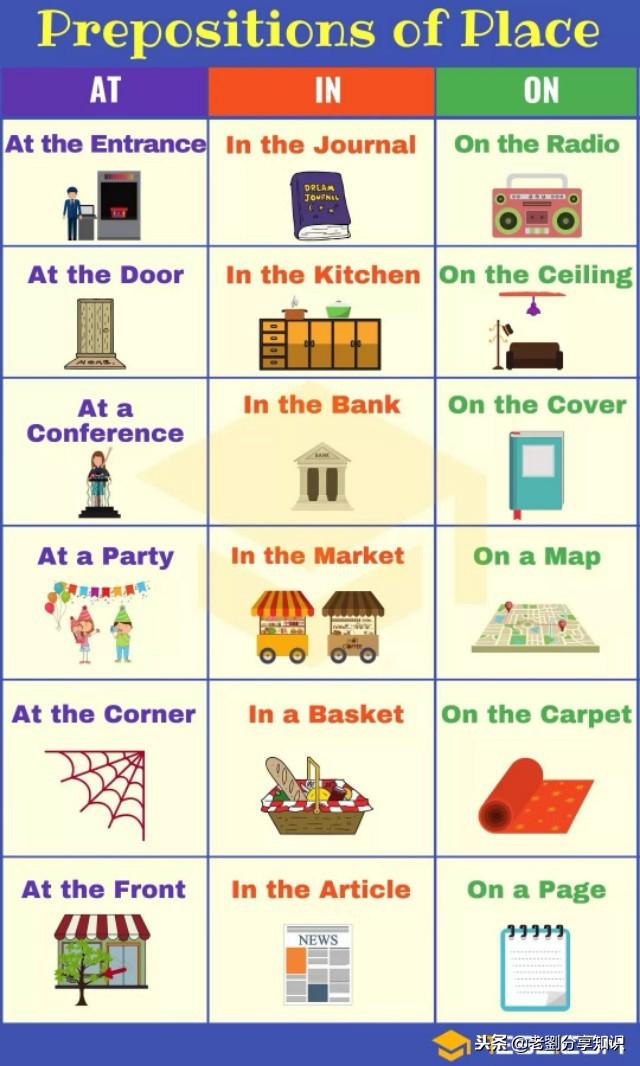 Prepositions of Place
AT IN ON
At the Entrance In the Journal On the Radio
DREAM
JOURNAL
At the Door In the Kitchen On the Ceiling
HOME
At a
Conference In the Bank On the Cover
BANK
At a Party In the Market On a Map
HOT
COFFEE
At the Corner In a Basket On the Carpet
At the Front In the Article On a Page
NEWS
头条 @老劉分享知识